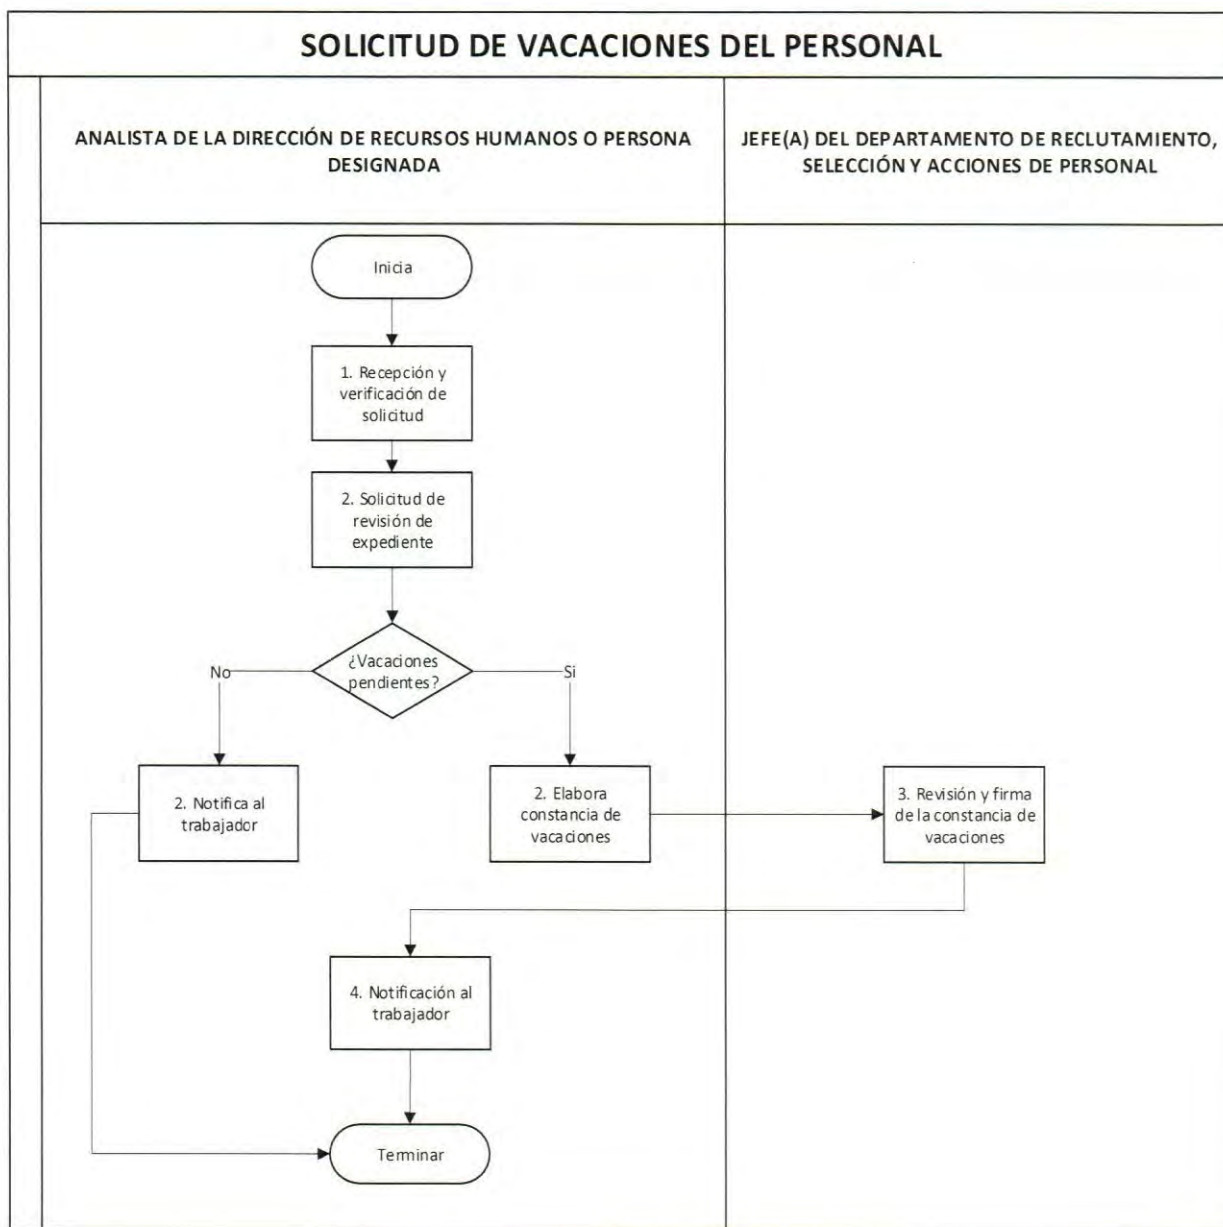 SOLICITUD DE VACACIONES DEL PERSONAL
ANALISTA DE LA DIRECCIÓN DE RECURSOS HUMANOS O PERSONA
DESIGNADA
JEFE(A) DEL DEPARTAMENTO DE RECLUTAMIENTO,
SELECCIÓN Y ACCIONES DE PERSONAL
Inicia
1. Recepción y
verificación de
solicitud
2. Solicitud de
revisión de
expediente
¿Vacaciones
pendientes?
No
Si
2. Notifica al
trabajador
2. Elabora
constancia de
vacaciones
3. Revisión y firma
de la constancia de
vacaciones
4. Notificación al
trabajador
Terminar